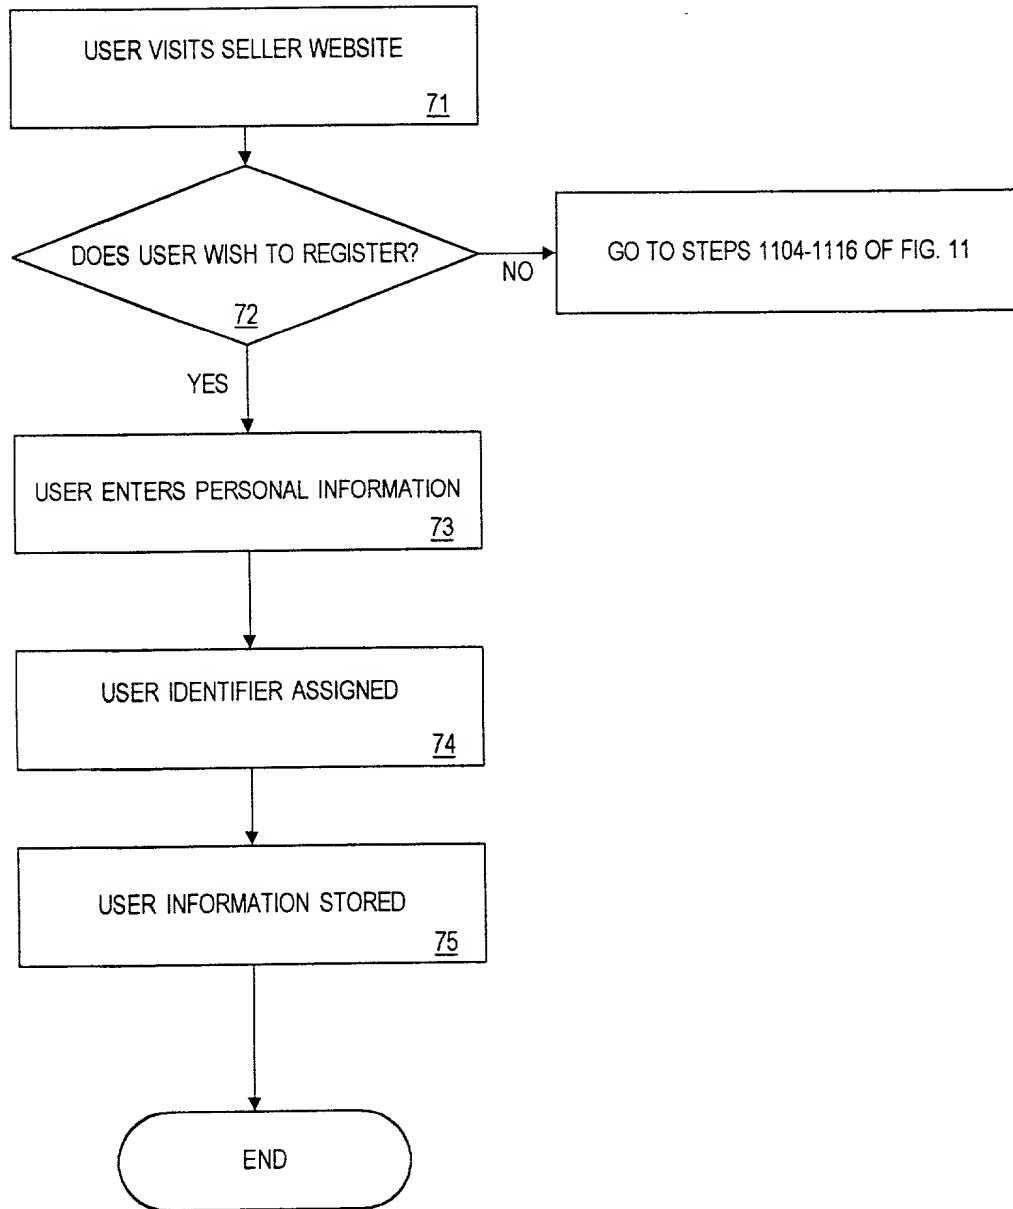 USER VISITS SELLER WEBSITE
71
DOES USER WISH TO REGISTER?
72
NO
GO TO STEPS 1104-1116 OF FIG. 11
YES
USER ENTERS PERSONAL INFORMATION
73
USER IDENTIFIER ASSIGNED
74
USER INFORMATION STORED
75
END